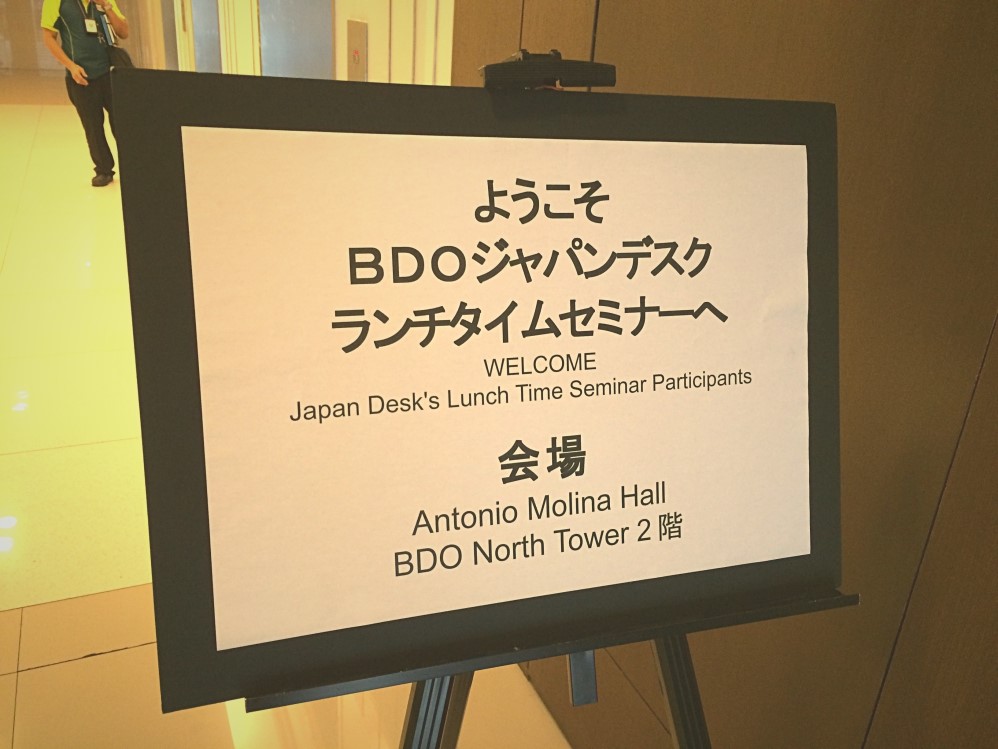 ようこそ
ＢＤＯジャパンデスク
ランチタイムセミナーへ
WELCOME
Japan Desk's Lunch Time Seminar Participants
会場
Antonio Molina Hall
BDO North Tower 2 階